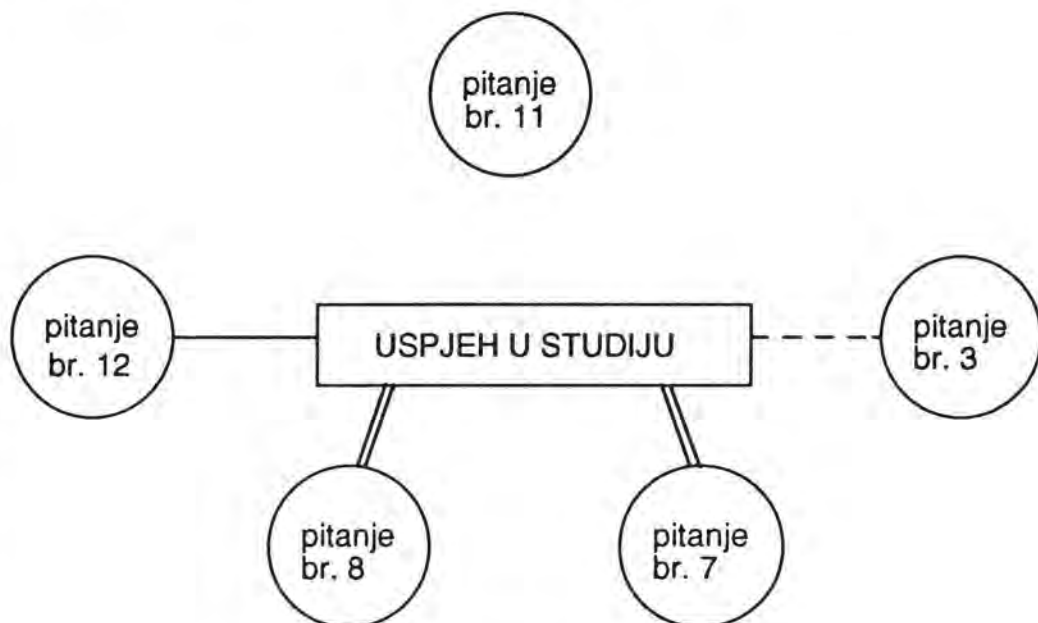 pitanje
br. 11
pitanje
br. 12
USPJEH U STUDIJU
pitanje
br. 3
pitanje
br. 8
pitanje
br. 7